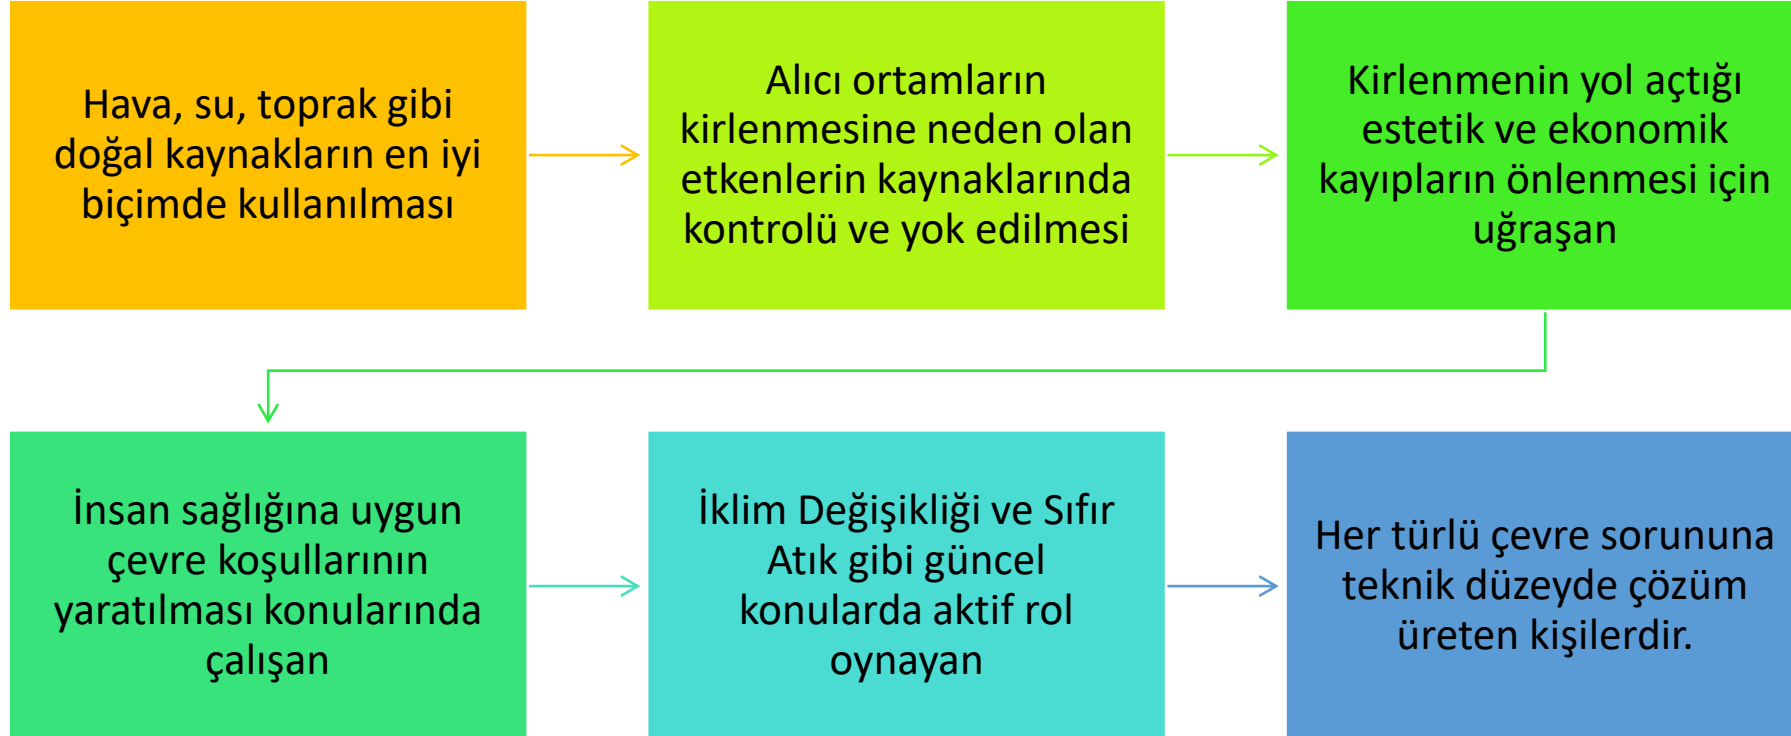 Hava, su, toprak gibi
doğal kaynakların en iyi
biçimde kullanılması
Alıcı ortamların
kirlenmesine neden olan
etkenlerin kaynaklarında
kontrolü ve yok edilmesi
Kirlenmenin yol açtığı
estetik ve ekonomik
kayıpların önlenmesi için
uğraşan
İnsan sağlığına uygun
çevre koşullarının
yaratılması konularında
çalışan
İklim Değişikliği ve Sıfır
Atık gibi güncel
konularda aktif rol
oynayan
Her türlü çevre sorununa
teknik düzeyde çözüm
üreten kişilerdir.